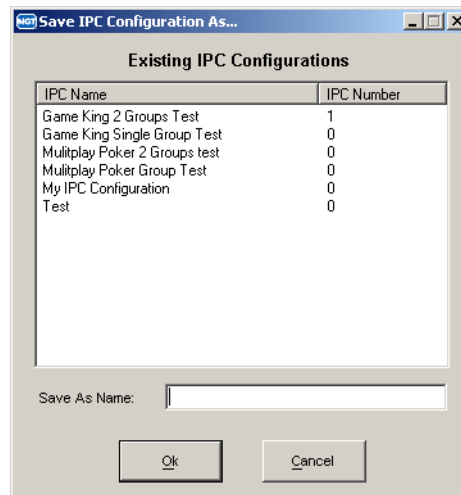 NGT Save IPC Configuration As...
Existing IPC Configurations
IPC Name IPC Number
Game King 2 Groups Test 1
Game King Single Group Test 0
Mulitplay Poker 2 Groups test 0
Mulitplay Poker Group Test 0
My IPC Configuration 0
Test 0
Save As Name:
Ok Cancel